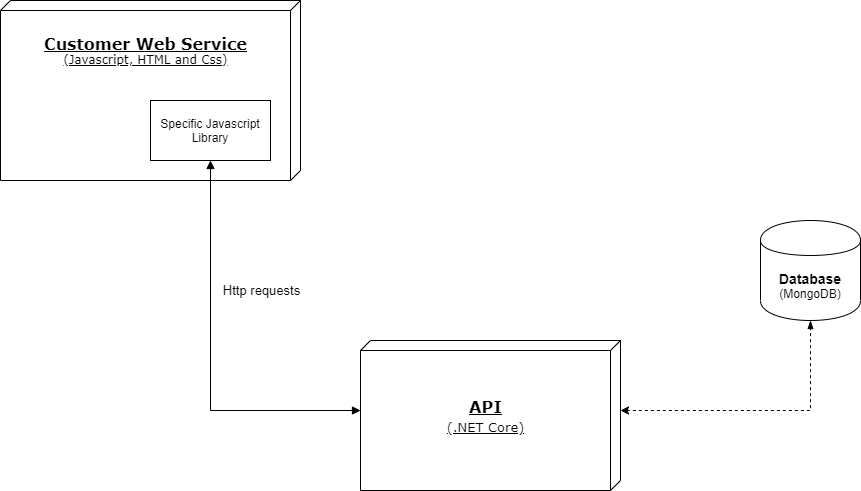 Customer Web Service
(Javascript, HTML and Css)
Specific Javascript
Library
Http requests
Database
(MongoDB)
API
(.NET Core)